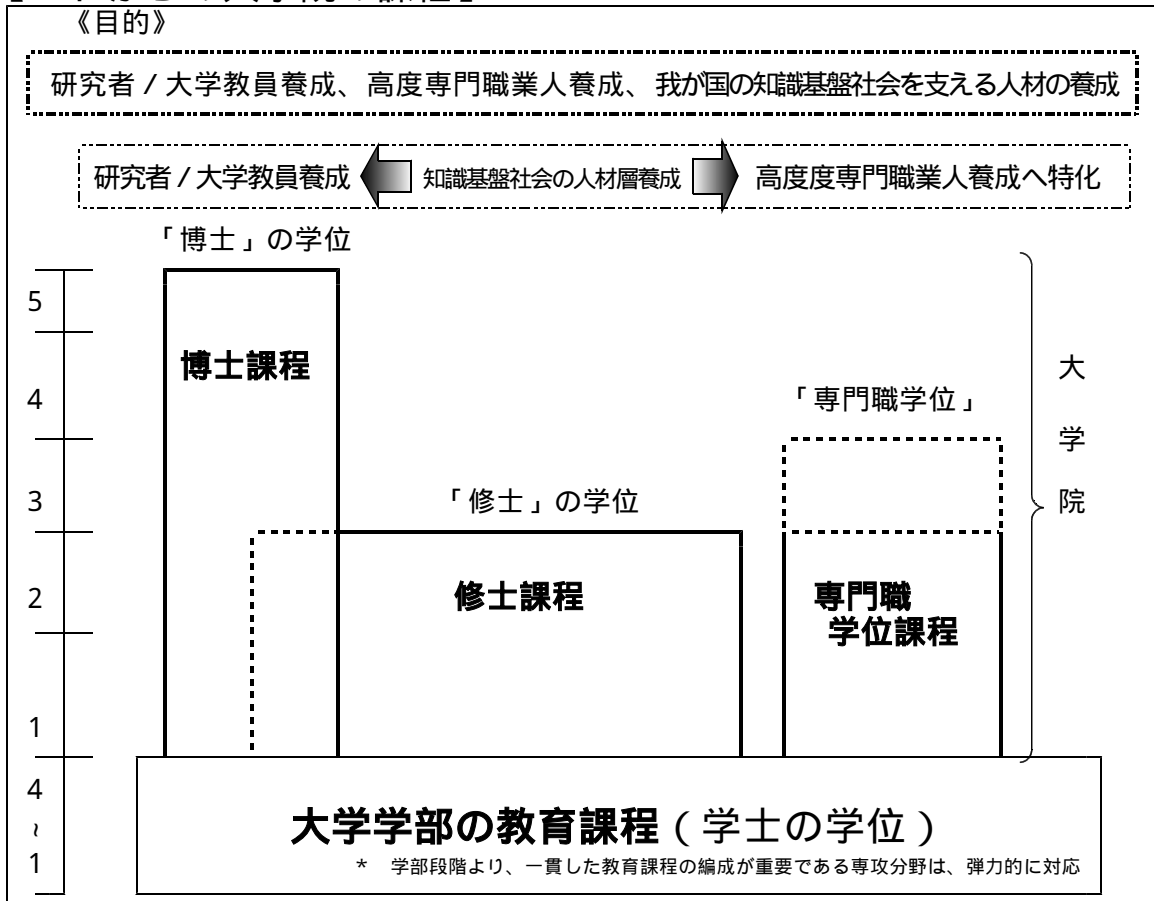 《目的》
研究者/大学教員養成、高度専門職業人養成、我が国の知識基盤社会を支える人材の養成
研究者/大学教員養成 知識基盤社会の人材層養成 高度度専門職業人養成へ特化
「博士」の学位
5
博士課程
大
4
「専門職学位」
学
3
「修士」の学位
院
2
修士課程
専門職
学位課程
1
4
~
1
大学学部の教育課程(学士の学位)
* 学部段階より、一貫した教育課程の編成が重要である専攻分野は、弾力的に対応